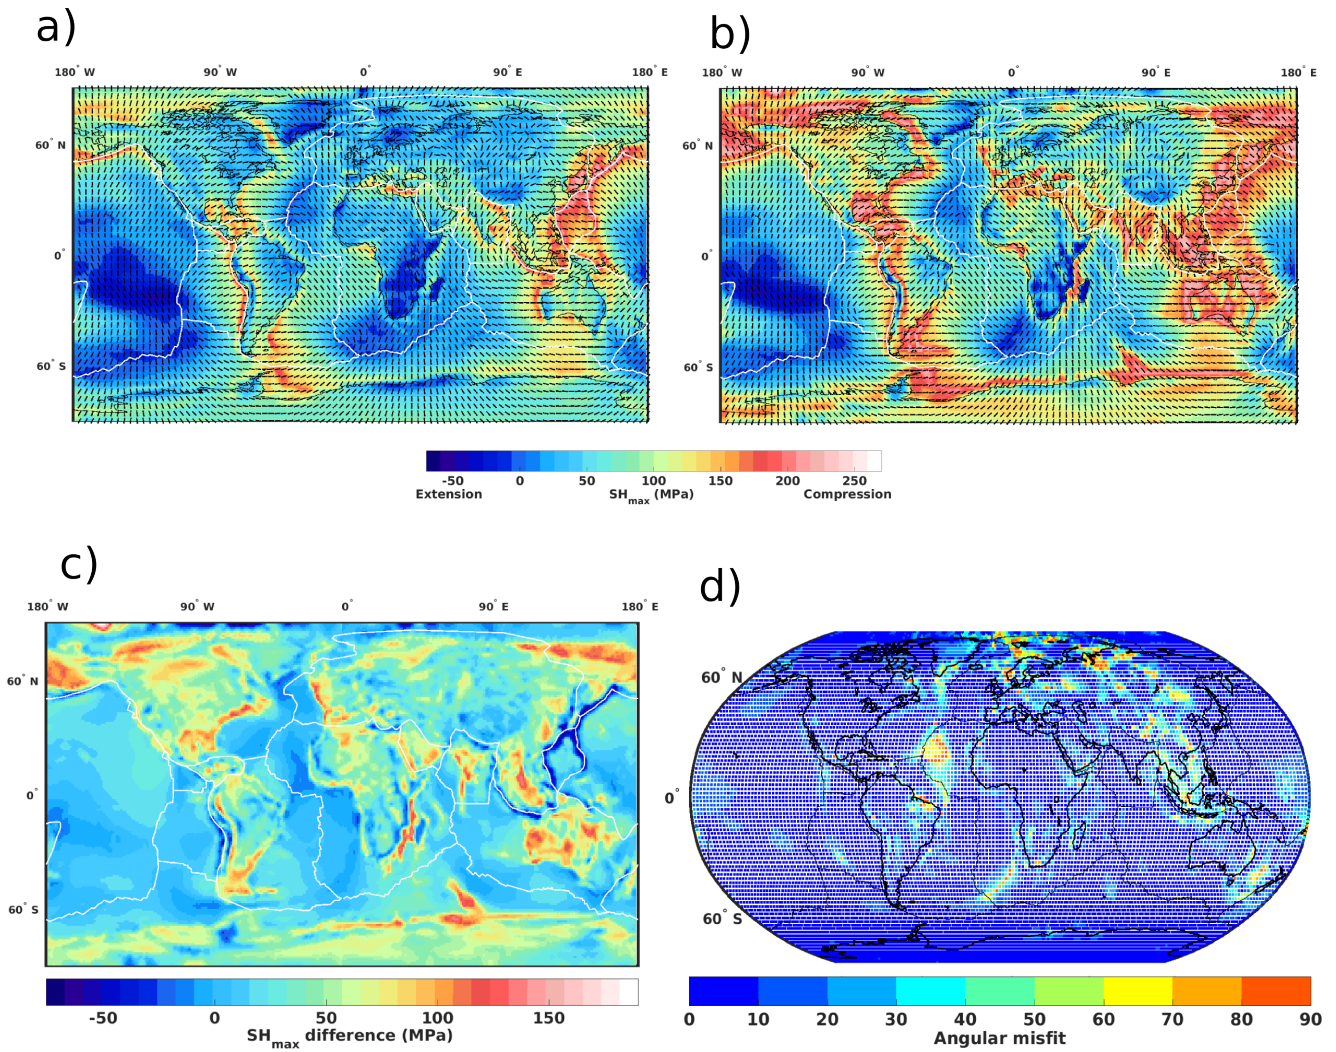 a)
b)
180° W 90° W 0° 90° E 180° E
180° W 90° W 0° 90° E 180° E
60° N
0°
60° S
60° N
0°
60° S
-50 0 50 100 150 200 250
Extension SHmax (MPa) Compression
c)
d)
180° W 90° W 0° 90° E 180° E
60° N
0°
60° S
60° N
0°
60° S
-50 0 50 100 150
SHmax difference (MPa)
0 10 20 30 40 50 60 70 80 90
Angular misfit